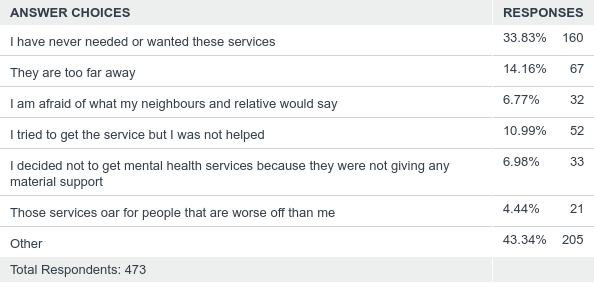 ANSWER CHOICES RESPONSES
I have never needed or wanted these services 33.83% 160
They are too far away 14.16% 67
I am afraid of what my neighbours and relative would say 6.77% 32
I tried to get the service but I was not helped 10.99% 52
I decided not to get mental health services because they were not giving any 6.98% 33
material support
Those services oar for people that are worse off than me 4.44% 21
Other 43.34% 205
Total Respondents: 473